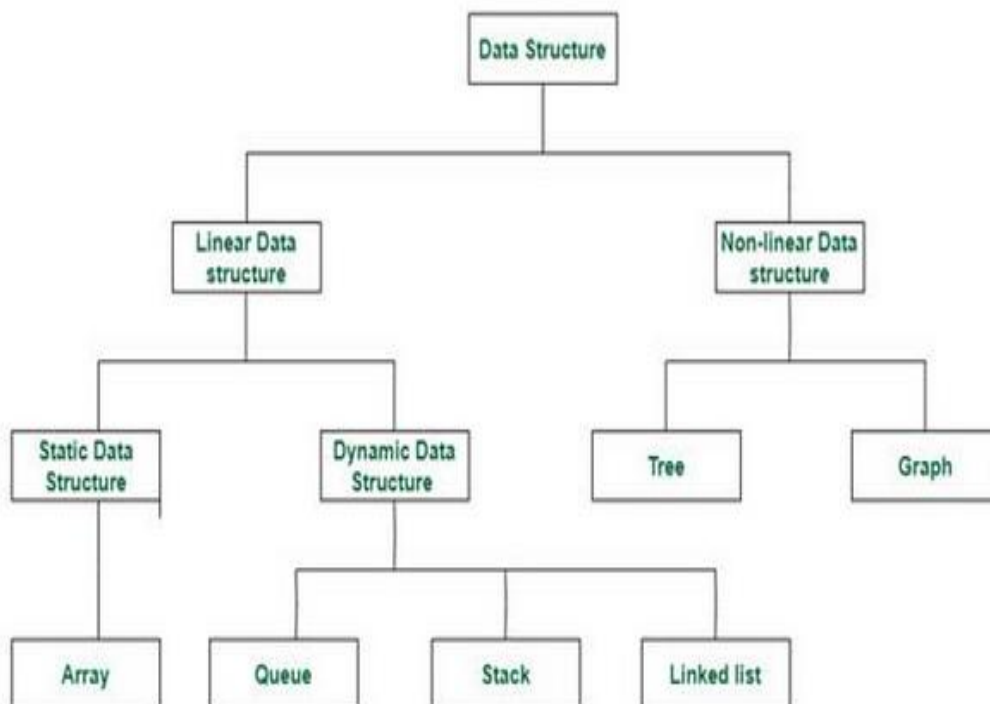 Data Structure
Linear Data
structure
Non-linear Data
structure
Static Data
Structure
Dynamic Data
Structure
Tree
Graph
Array
Queue
Stack
Linked list